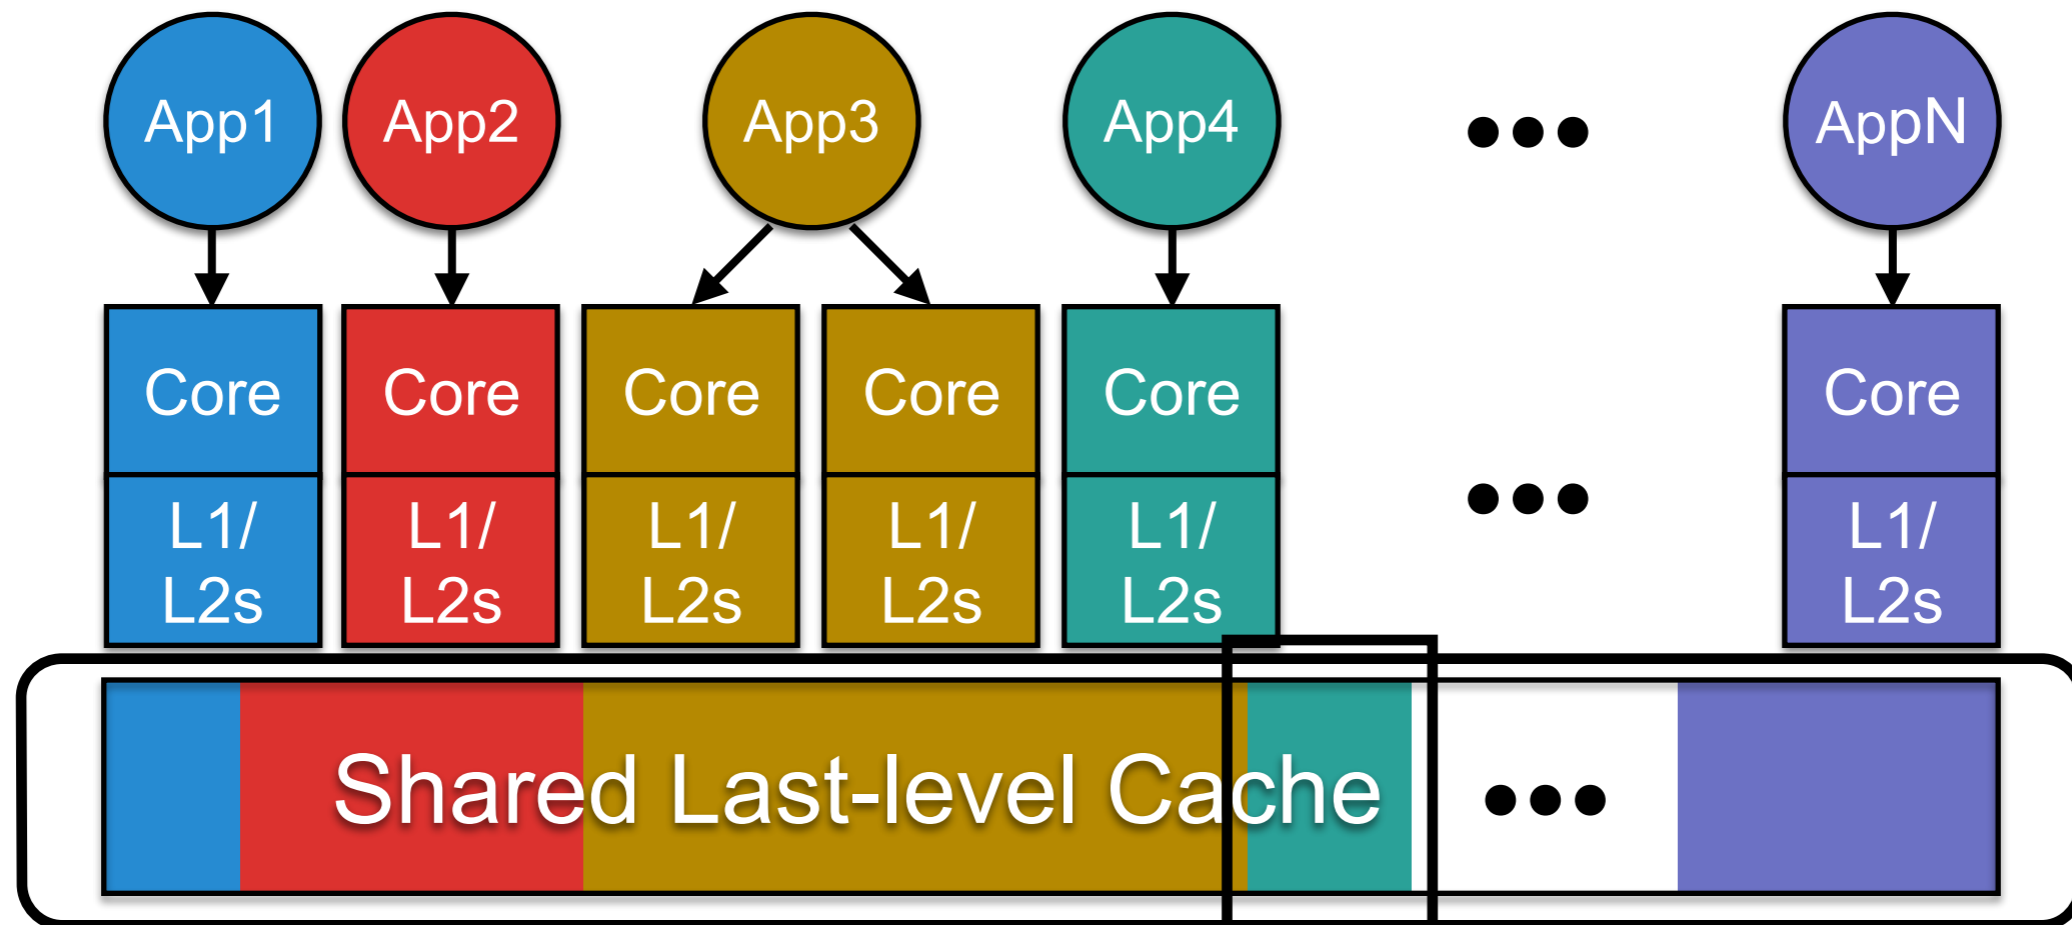 App1 App2 App3 App4 ••• AppN
Core Core Core Core Core Core
L1/ L1/ L1/ L1/ L1/ ••• L1/
L2s L2s L2s L2s L2s L2s
Shared Last-level Cache •••